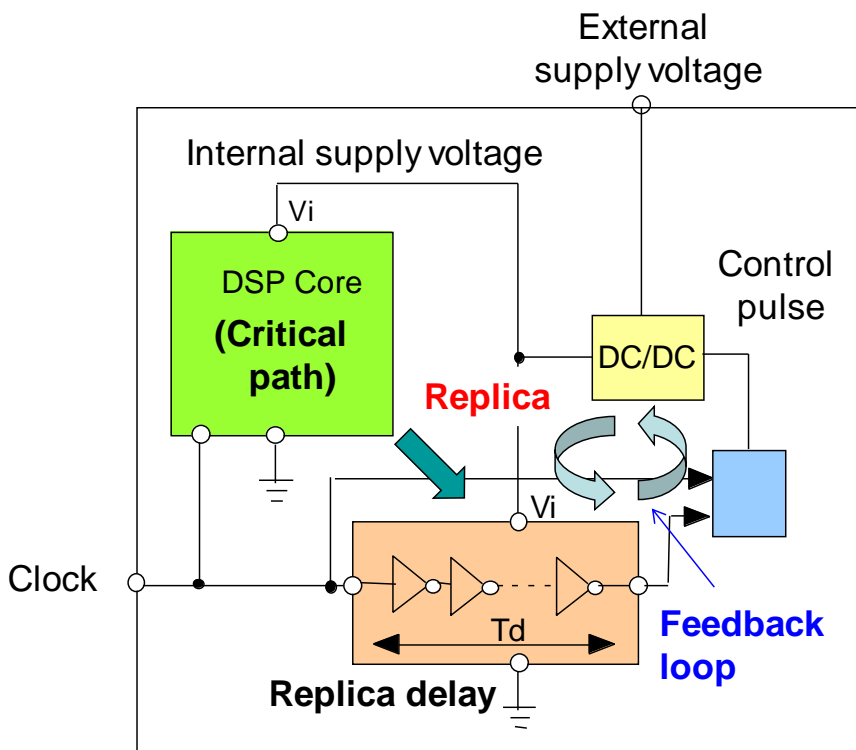 External
supply voltage
Internal supply voltage
Vi
DSP Core
(Critical
path)
Control
pulse
DC/DC
Replica
Vi
Clock
Td
Feedback
loop
Replica delay